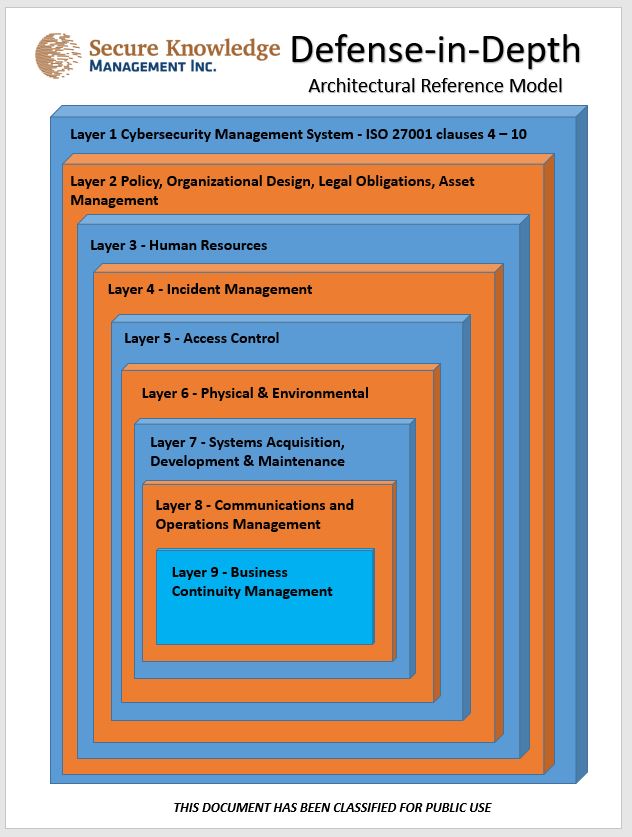 Secure Knowledge
MANAGEMENT INC.
Defense-in-Depth
Architectural Reference Model
Layer 1 Cybersecurity Management System - ISO 27001 clauses 4 – 10
Layer 2 Policy, Organizational Design, Legal Obligations, Asset
Management
Layer 3 - Human Resources
Layer 4 - Incident Management
Layer 5 - Access Control
Layer 6 - Physical & Environmental
Layer 7 - Systems Acquisition,
Development & Maintenance
Layer 8 - Communications and
Operations Management
Layer 9 - Business
Continuity Management
THIS DOCUMENT HAS BEEN CLASSIFIED FOR PUBLIC USE